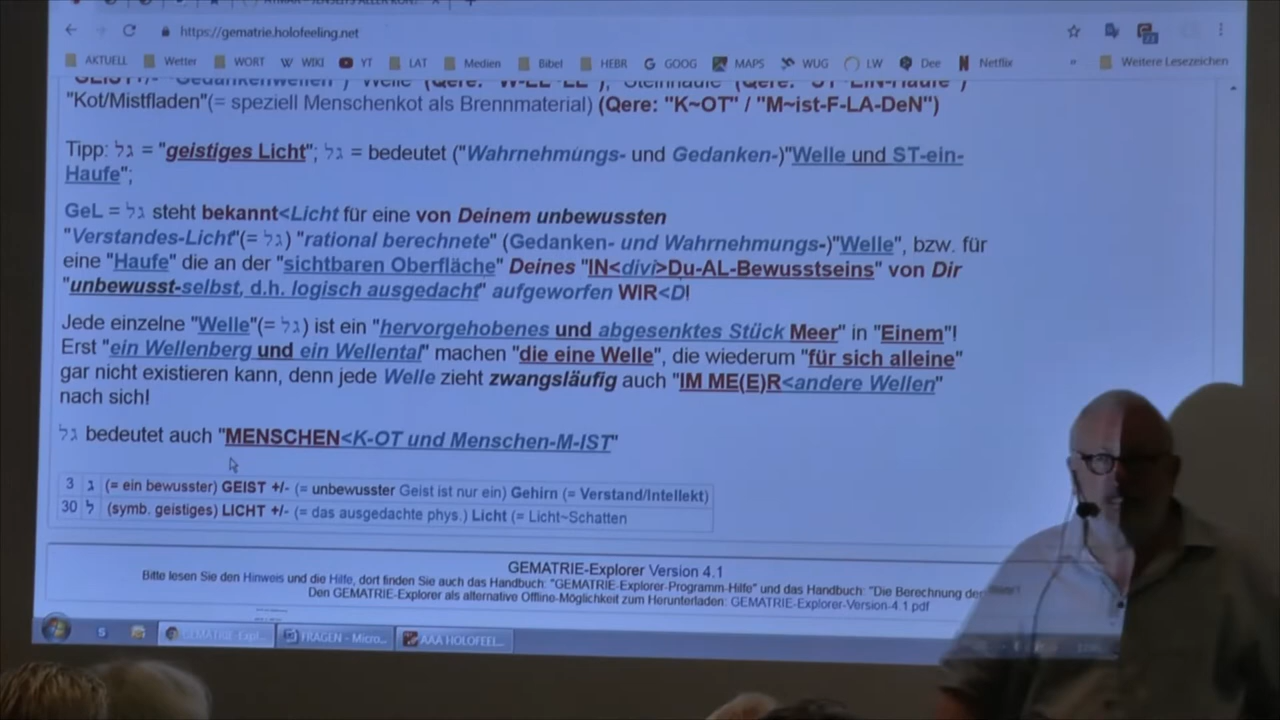 https://gematrie.holofeeling.net
AKTUELL Wetter WORT WIKI YT LAT Medien Bibel HEBR GOOG MAPS WUG LW Dee Netflix » Weitere Lesezeichen
"Kot/Mistfladen"(= speziell Menschenkot als Brennmaterial) (Qere: "K~OT" / "M~ist-F-LA-DeN")
Tipp: גל = "geistiges Licht"; גל = bedeutet ("Wahrnehmungs- und Gedanken-)"Welle und ST-ein-
Haufe";
GeL = גל steht bekannt<Licht für eine von Deinem unbewussten
"Verstandes-Licht"(= גל) "rational berechnete" (Gedanken- und Wahrnehmungs-)"Welle", bzw. für
eine "Haufe" die an der "sichtbaren Oberfläche" Deines "IN<divi>Du-AL-Bewusstseins" von Dir
"unbewusst-selbst, d.h. logisch ausgedacht" aufgeworfen WIR<D!
Jede einzelne "Welle"(= גל) ist ein "hervorgehobenes und abgesenktes Stück Meer" in "Einem"!
Erst "ein Wellenberg und ein Wellental" machen "die eine Welle", die wiederum "für sich alleine"
gar nicht existieren kann, denn jede Welle zieht zwangsläufig auch "IM ME(E)R<andere Wellen"
nach sich!
גל bedeutet auch "MENSCHEN<K-OT und Menschen-M-IST"
3 ג (= ein bewusster) GEIST +/- (= unbewusster Geist ist nur ein) Gehirn (= Verstand/Intellekt)
30 ל (symb. geistiges) LICHT +/- (= das ausgedachte phys.) Licht (= Licht~Schatten
GEMATRIE-Explorer Version 4.1
Bitte lesen Sie den Hinweis und die Hilfe, dort finden Sie auch das Handbuch: "GEMATRIE-Explorer-Programm-Hilfe" und das Handbuch: "Die Berechnung der
Den GEMATRIE-Explorer als alternative Offline-Möglichkeit zum Herunterladen: GEMATRIE-Explorer-Version-4.1.pdf
GEMATRIE-Expl... FRAGEN - Micro... AAA HOLOFEEL...